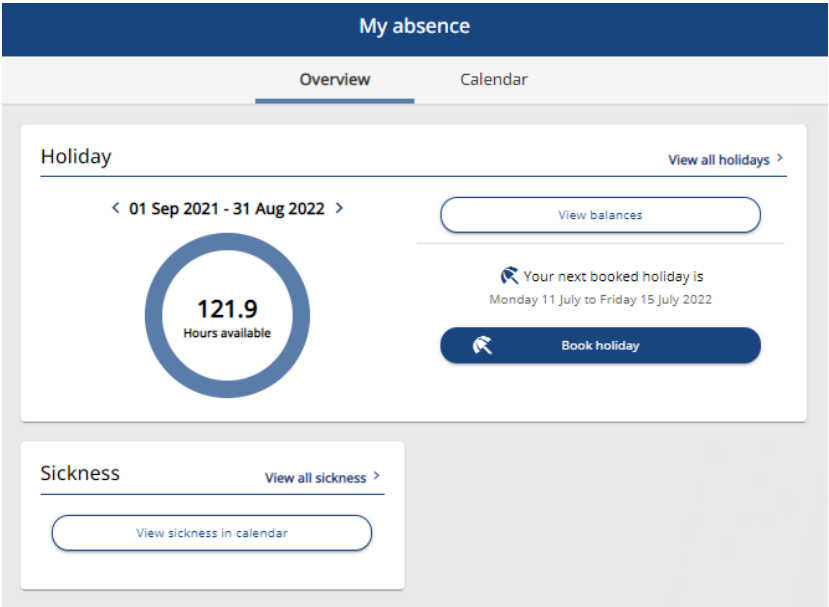 My absence
Overview
Calendar
Holiday
View all holidays >
< 01 Sep 2021 - 31 Aug 2022 >
121.9
Hours available
View balances
Your next booked holiday is
Monday 11 July to Friday 15 July 2022
Book holiday
Sickness
View all sickness >
View sickness in calendar